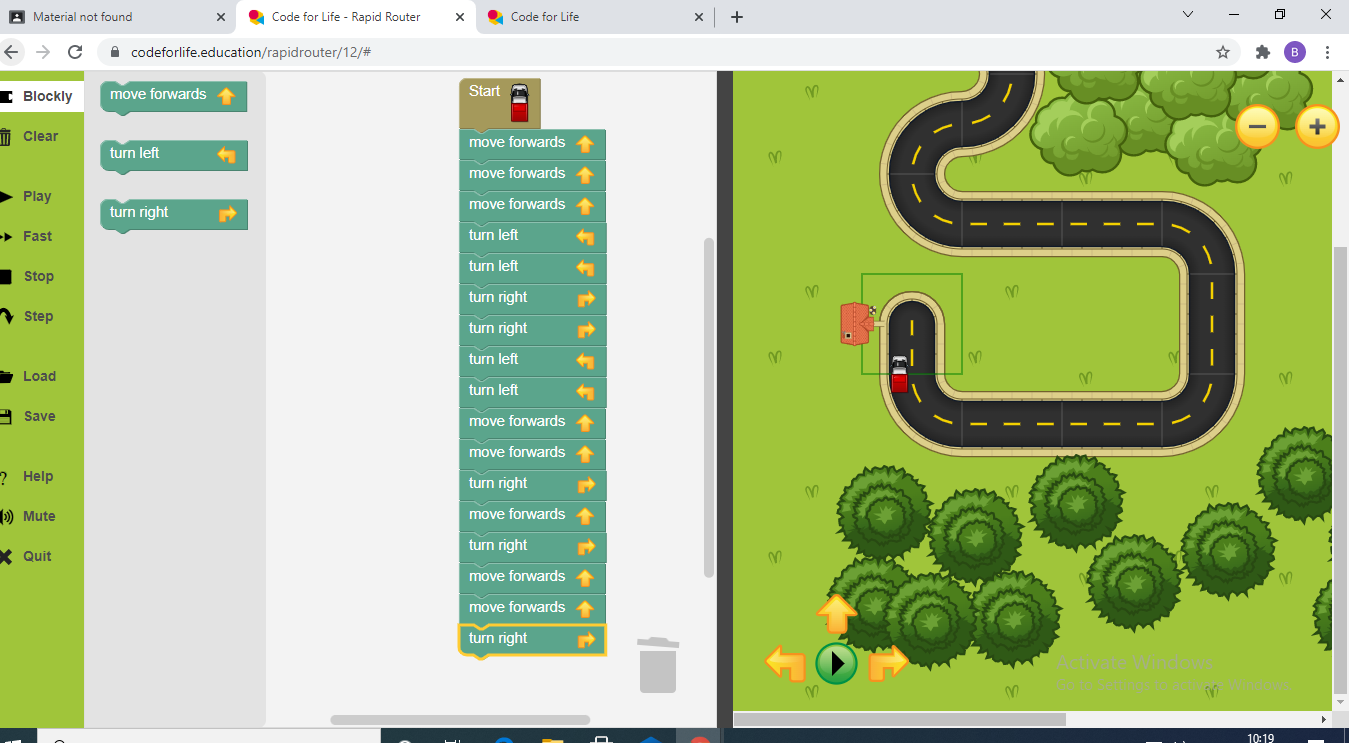 Material not found
Code for Life - Rapid Router
Code for Life
codeforlife.education/rapidrouter/12/#
B
Blockly
Clear
Play
Fast
Stop
Step
Load
Save
Help
Mute
Quit
move forwards
turn left
turn right
Start
move forwards
move forwards
move forwards
turn left
turn left
turn right
turn right
turn left
turn left
move forwards
move forwards
turn right
move forwards
turn right
move forwards
move forwards
turn right
Activate Windows
Go to Settings to activate Windows.
10:19